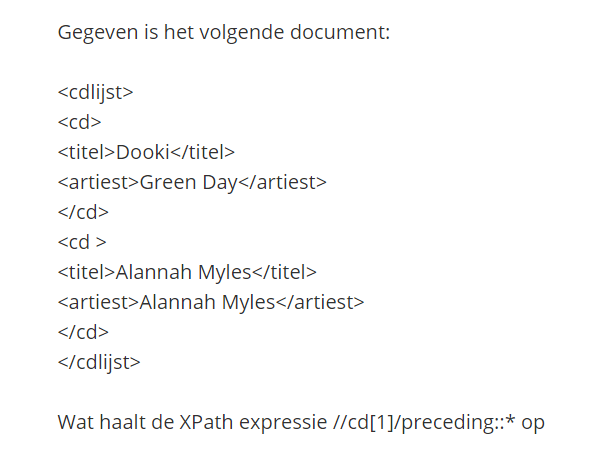 Gegeven is het volgende document:
<cdlijst>
<cd>
<titel>Dooki</titel>
<artiest>Green Day</artiest>
</cd>
<cd >
<titel>Alannah Myles</titel>
<artiest>Alannah Myles</artiest>
</cd>
</cdlijst>
Wat haalt de XPath expressie //cd[1]/preceding::* op